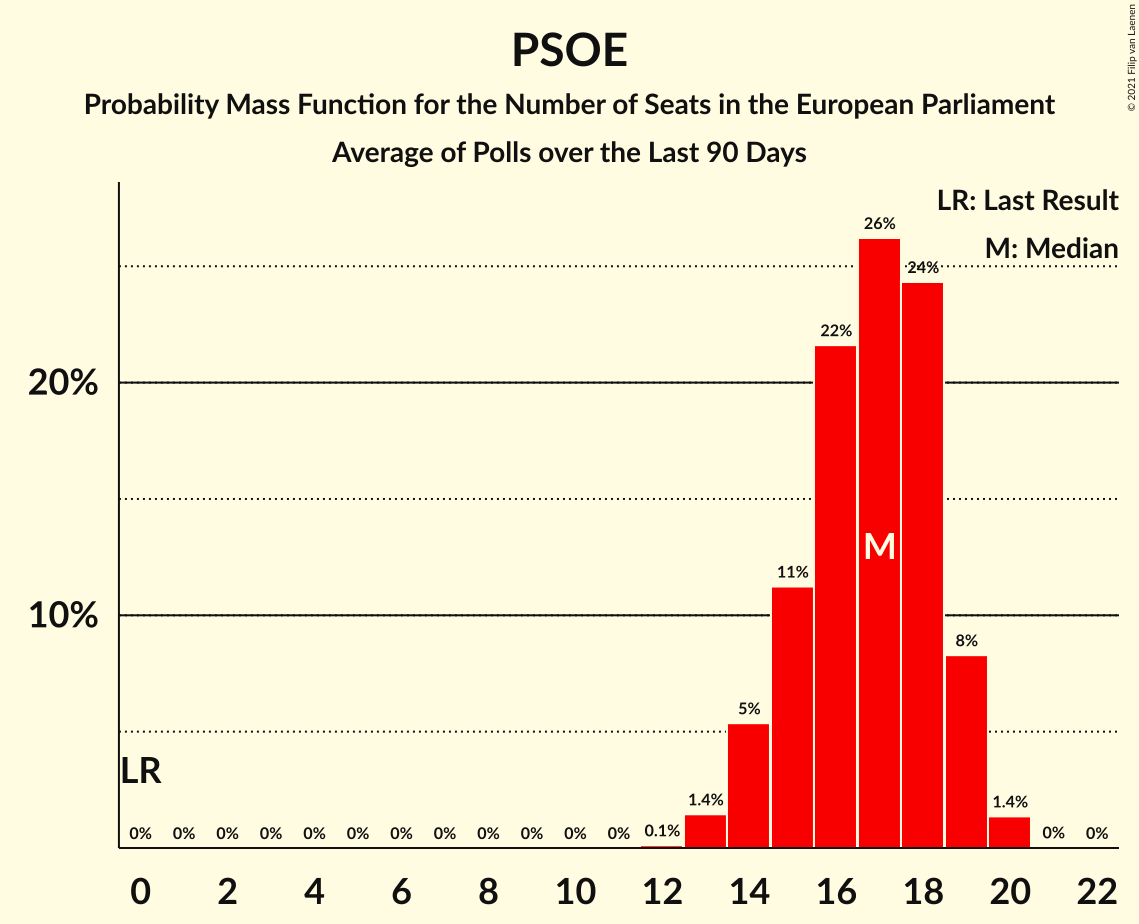 PSOE
Probability Mass Function for the Number of Seats in the European Parliament
Average of Polls over the Last 90 Days
© 2021 Filip van Laenen
LR: Last Result
M: Median
26%
24%
22%
20%
M
11%
10%
8%
5%
LR
1.4%
1.4%
0% 0% 0% 0% 0% 0% 0% 0% 0% 0% 0% 0% 0.1% 0% 0%
0 2 4 6 8 10 12 14 16 18 20 22